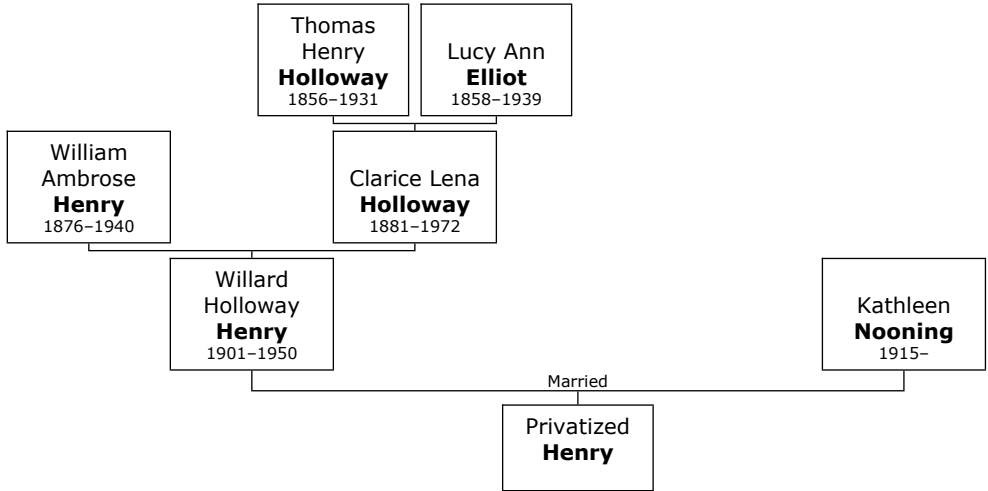 Thomas
Henry
Holloway
1856–1931
Lucy Ann
Elliot
1858–1939
William
Ambrose
Henry
1876–1940
Clarice Lena
Holloway
1881–1972
Willard
Holloway
Henry
1901–1950
Kathleen
Nooning
1915–
Married
Privatized
Henry